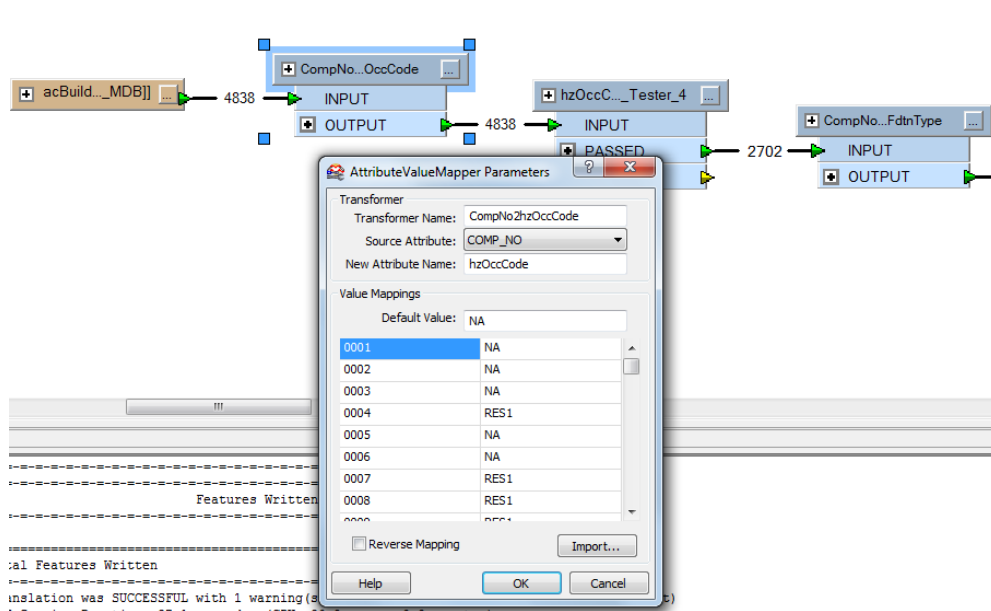 CompNo...OccCode ...
acBuild..._MDB]] ...
4838
INPUT
OUTPUT
4838
hzOccC..._Tester_4 ...
INPUT
PASSED
2702
CompNo...FdtnType ...
INPUT
OUTPUT
AttributeValueMapper Parameters
Transformer
Transformer Name: CompNo2hzOccCode
Source Attribute: COMP_NO
New Attribute Name: hzOccCode
Value Mappings
Default Value: NA
0001 NA
0002 NA
0003 NA
0004 RES1
0005 NA
0006 NA
0007 RES1
0008 RES1
Reverse Mapping Import...
Help OK Cancel
=-=-=-=-=-=-=-=-=-=-=-=-=-=-=-=-=-=-=-=-=-
=-=-=-=-=-=-=-=-=-=-=-=-=-=-=-=-=-=-=-=-=-
Features Written
=-=-=-=-=-=-=-=-=-=-=-=-=-=-=-=-=-=-=-=-=-
==========================================
tal Features Written
=-=-=-=-=-=-=-=-=-=-=-=-=-=-=-=-=-=-=-=-=-
anslation was SUCCESSFUL with 1 warning(s t)